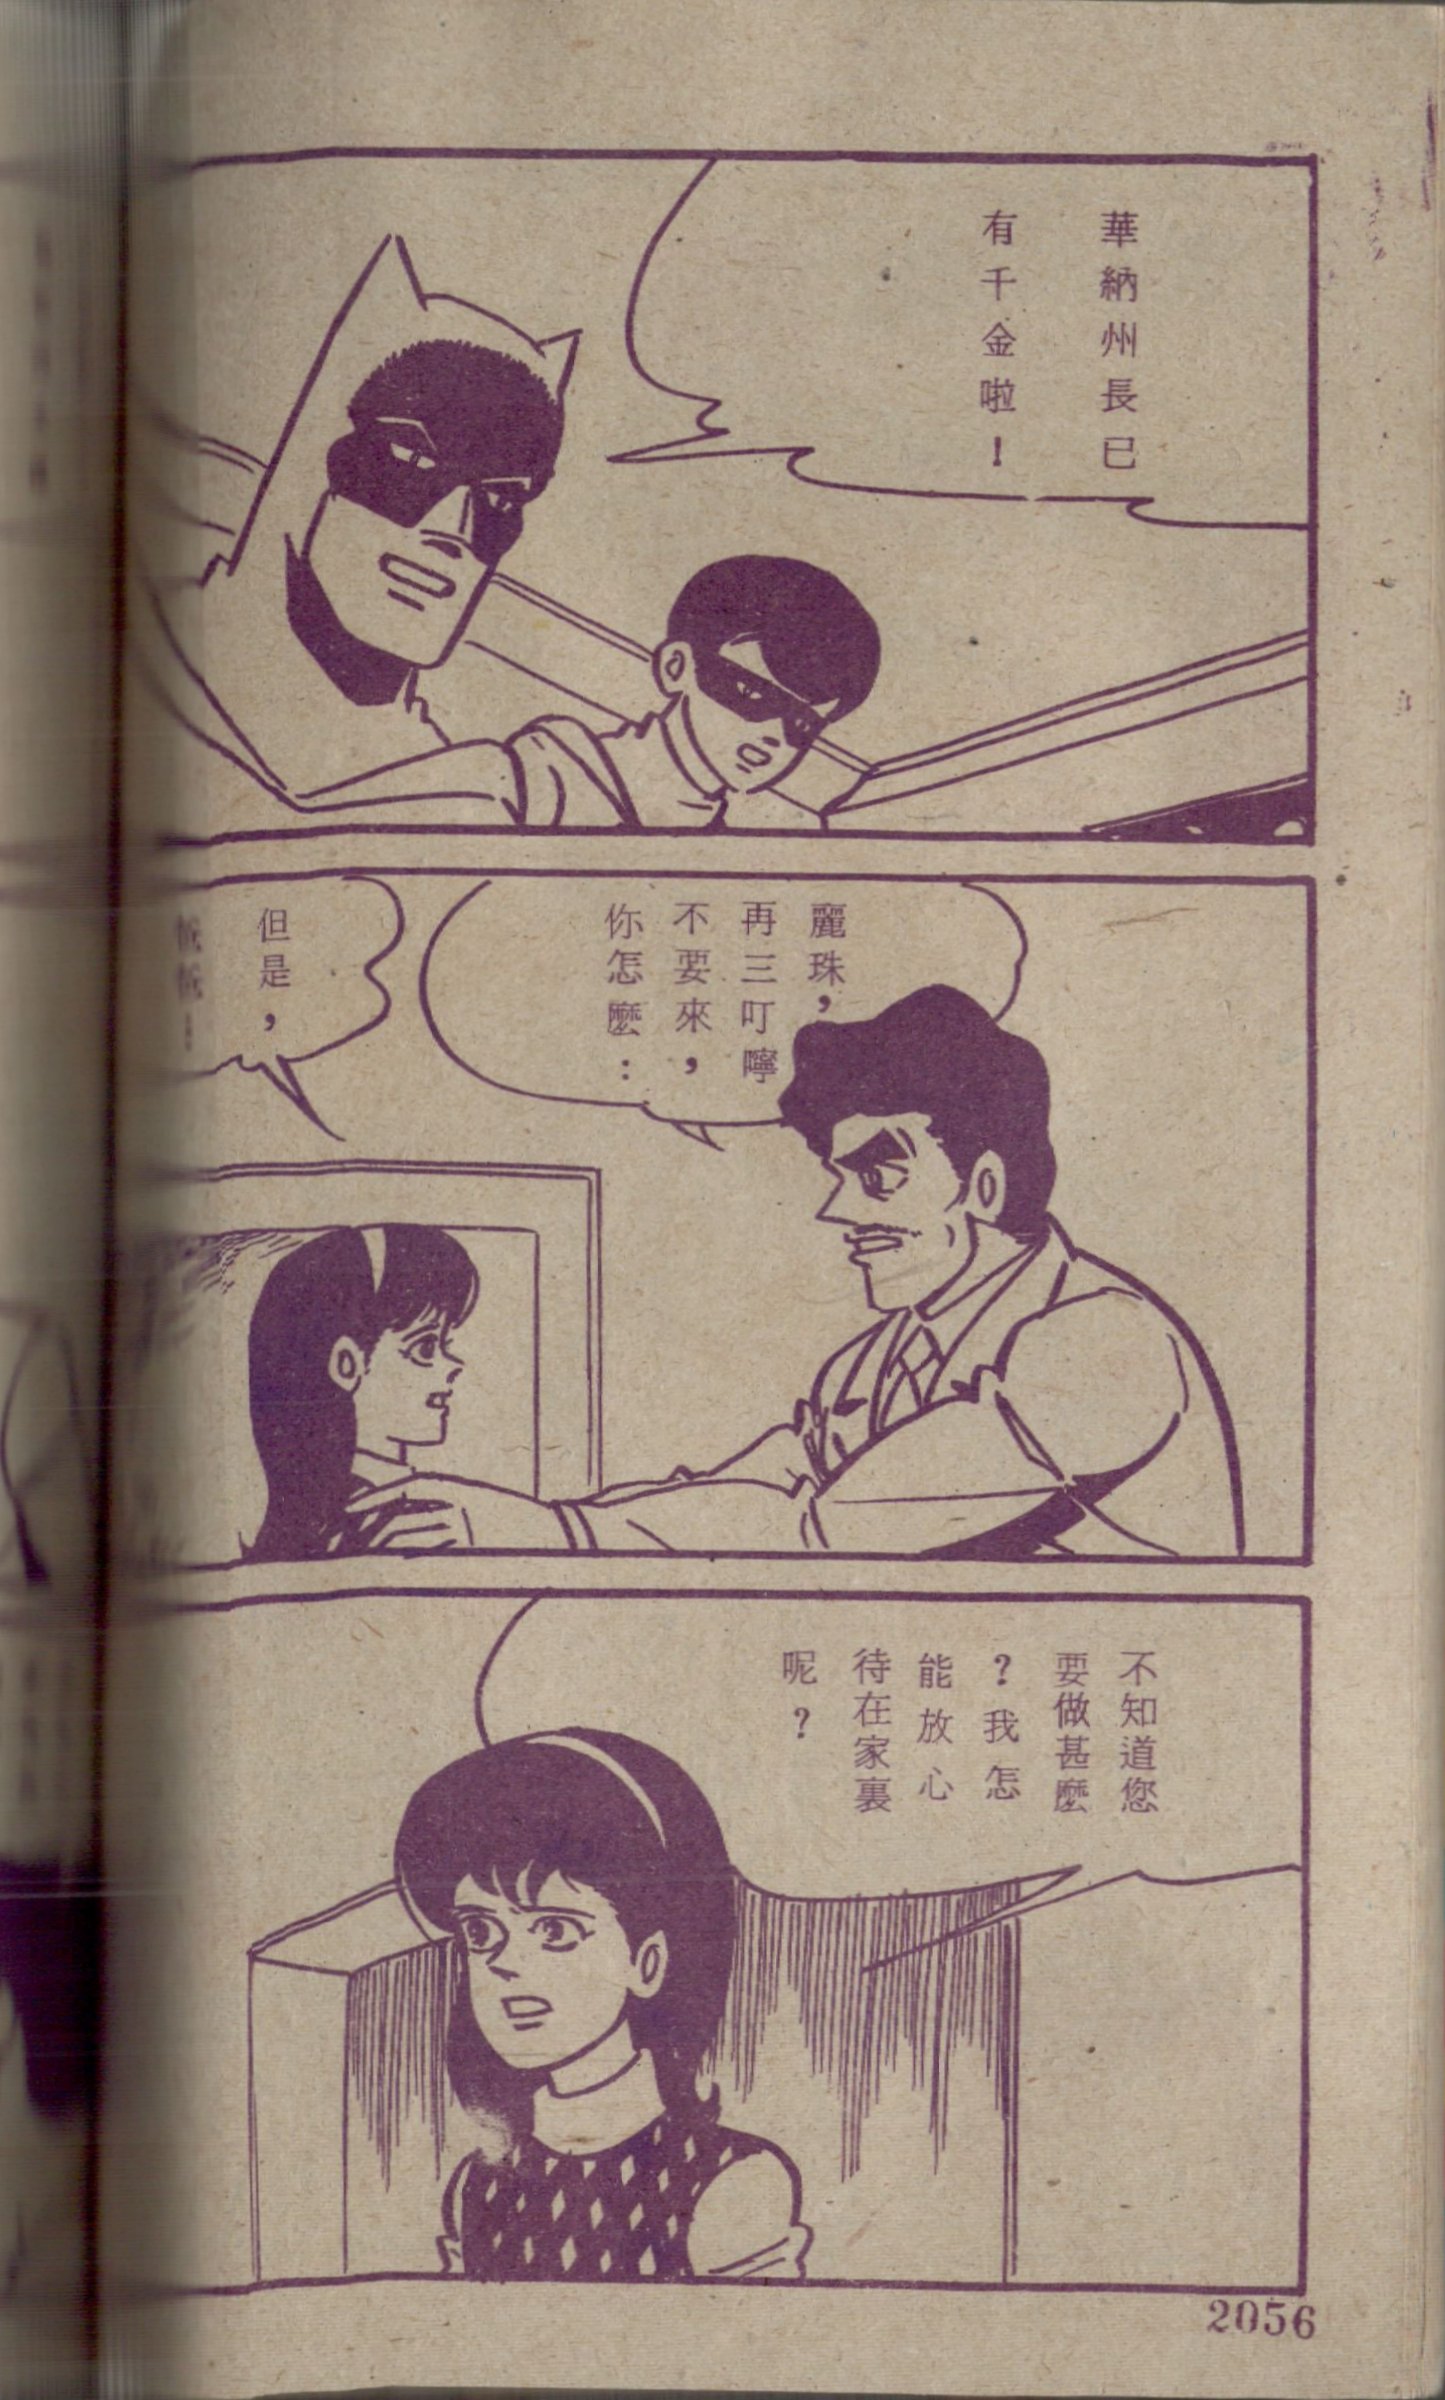 華納州長已
有千金啦！
麗珠，
再三叮嚀
不要來，
你怎麼：
但是，
爸爸！
不知道您
要做甚麼
？我怎
能放心
待在家裏
呢？
2056